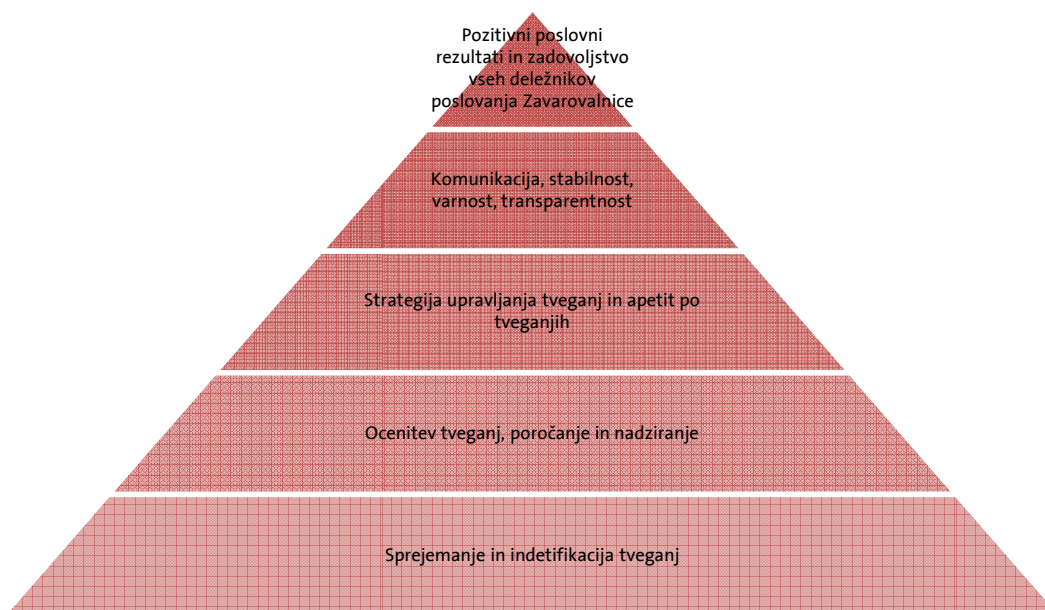 Pozitivni poslovni
rezultati in zadovoljstvo
vseh deležnikov
poslovanja Zavarovalnice
Komunikacija, stabilnost,
varnost, transparentnost
Strategija upravljanja tveganj in apetit po
tveganjih
Ocenitev tveganj, poročanje in nadziranje
Sprejemanje in indetifikacija tveganj